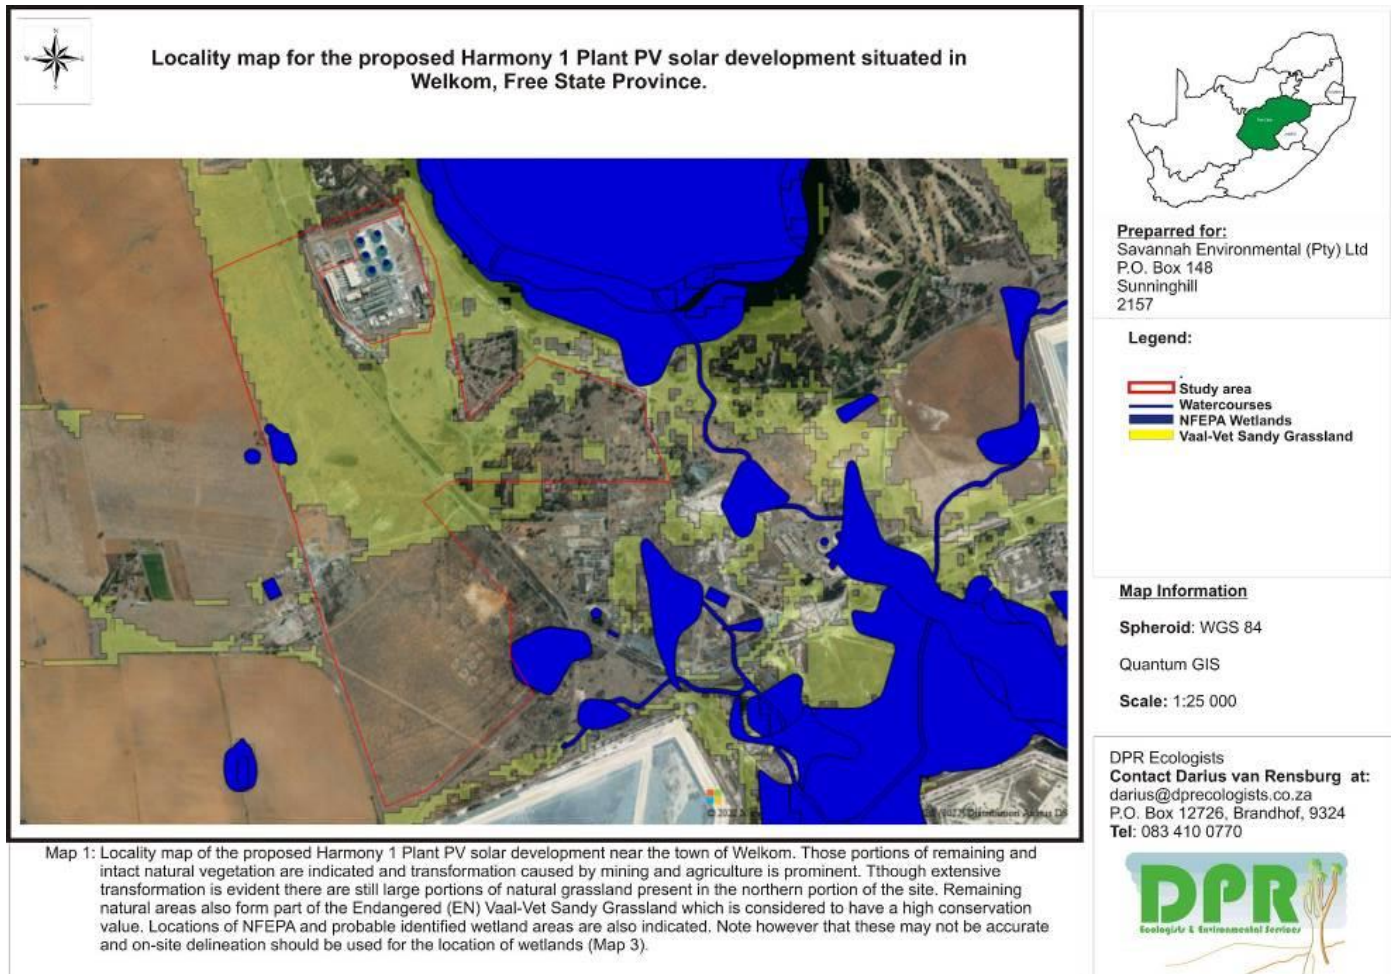 Locality map for the proposed Harmony 1 Plant PV solar development situated in
Welkom, Free State Province.
Preparred for:
Savannah Environmental (Pty) Ltd
P.O. Box 148
Sunninghill
2157
Legend:
Study area
Watercourses
NFEPA Wetlands
Vaal-Vet Sandy Grassland
Map Information
Spheroid: WGS 84
Quantum GIS
Scale: 1:25 000
DPR Ecologists
Contact Darius van Rensburg at:
darius@dprecologists.co.za
P.O. Box 12726, Brandhof, 9324
Tel: 083 410 0770
DPR
Ecologists & Environmental Services
Map 1: Locality map of the proposed Harmony 1 Plant PV solar development near the town of Welkom. Those portions of remaining and
intact natural vegetation are indicated and transformation caused by mining and agriculture is prominent. Tthough extensive
transformation is evident there are still large portions of natural grassland present in the northern portion of the site. Remaining
natural areas also form part of the Endangered (EN) Vaal-Vet Sandy Grassland which is considered to have a high conservation
value. Locations of NFEPA and probable identified wetland areas are also indicated. Note however that these may not be accurate
and on-site delineation should be used for the location of wetlands (Map 3).